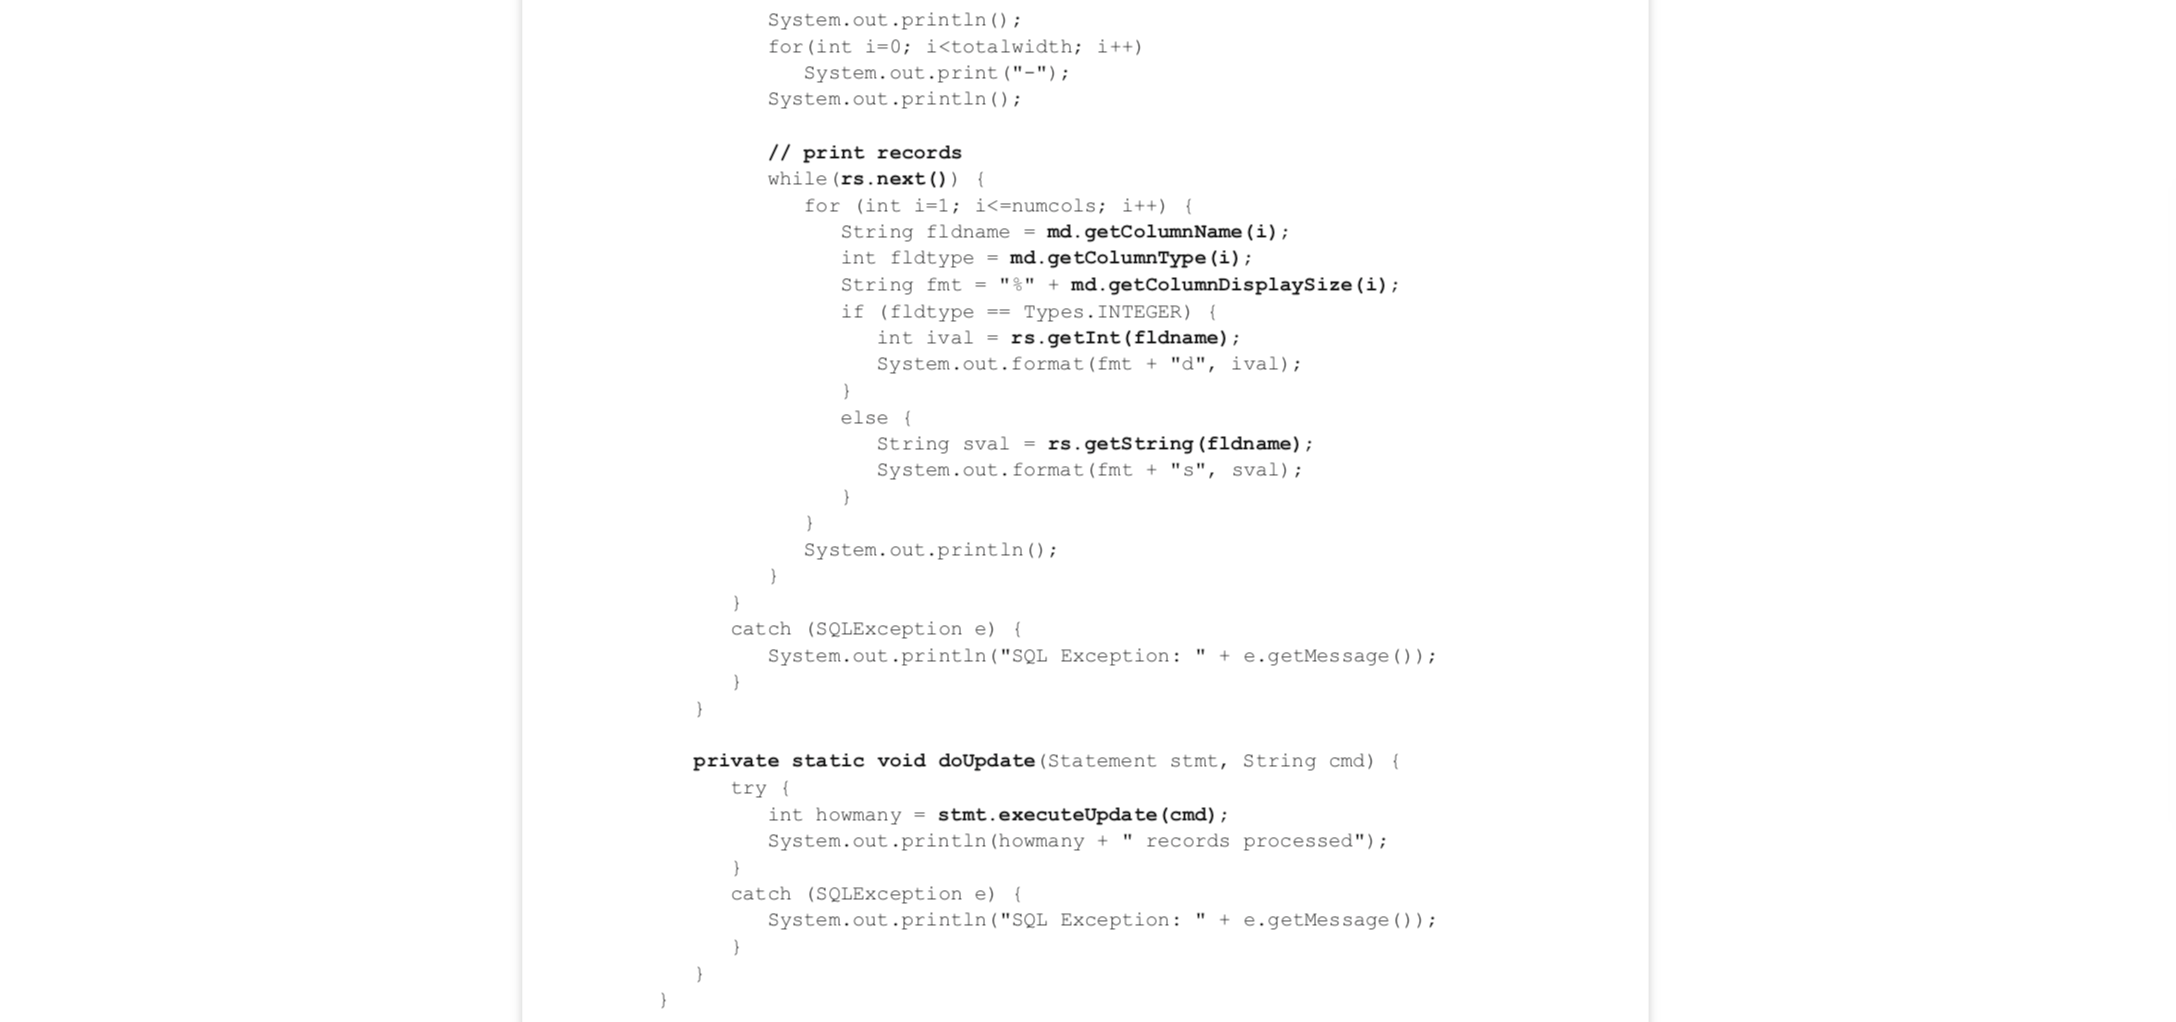 System.out.println();
for(int i=0; i<totalwidth; i++)
System.out.print("-");
System.out.println();
// print records
while(rs.next()) {
for (int i=1; i<=numcols; i++) {
String fldname = md.getColumnName(i);
int fldtype = md.getColumnType(i);
String fmt = "%" + md.getColumnDisplaySize(i);
if (fldtype == Types.INTEGER) {
int ival = rs.getInt(fldname);
System.out.format(fmt + "d", ival);
}
else {
String sval = rs.getString(fldname);
System.out.format(fmt + "s", sval);
}
}
System.out.println();
}
}
catch (SQLException e) {
System.out.println("SQL Exception: " + e.getMessage());
}
}
private static void doUpdate(Statement stmt, String cmd) {
try {
int howmany = stmt.executeUpdate(cmd);
System.out.println(howmany + " records processed");
}
catch (SQLException e) {
System.out.println("SQL Exception: " + e.getMessage());
}
}
}